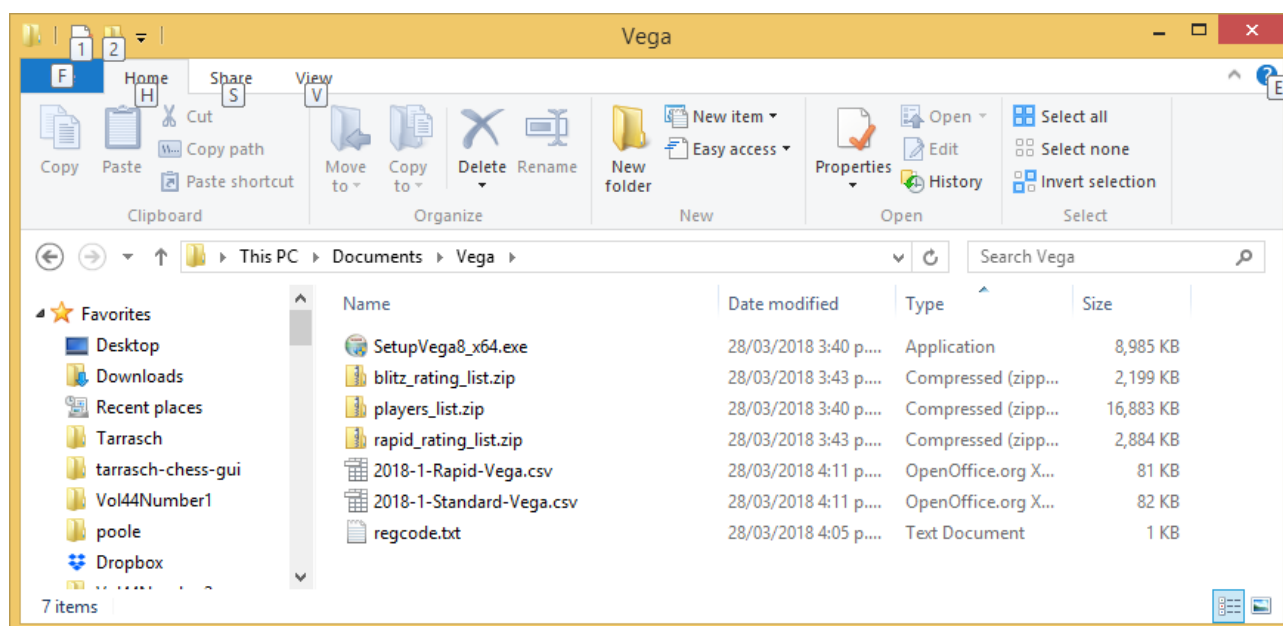 Vega
1 2
F Home Share View
H S V E
Copy Paste Cut
Copy path
Paste shortcut
Move to Copy to Delete Rename
New folder New item
Easy access
Properties Open
Edit
History
Select all
Select none
Invert selection
Clipboard Organize New Open Select
This PC Documents Vega Search Vega
Favorites
Desktop
Downloads
Recent places
Tarrasch
tarrasch-chess-gui
Vol44Number1
poole
Dropbox
Name Date modified Type Size
SetupVega8_x64.exe 28/03/2018 3:40 p.... Application 8,985 KB
blitz_rating_list.zip 28/03/2018 3:43 p.... Compressed (zipp... 2,199 KB
players_list.zip 28/03/2018 3:40 p.... Compressed (zipp... 16,883 KB
rapid_rating_list.zip 28/03/2018 3:43 p.... Compressed (zipp... 2,884 KB
2018-1-Rapid-Vega.csv 28/03/2018 4:11 p.... OpenOffice.org X... 81 KB
2018-1-Standard-Vega.csv 28/03/2018 4:11 p.... OpenOffice.org X... 82 KB
regcode.txt 28/03/2018 4:05 p.... Text Document 1 KB
7 items